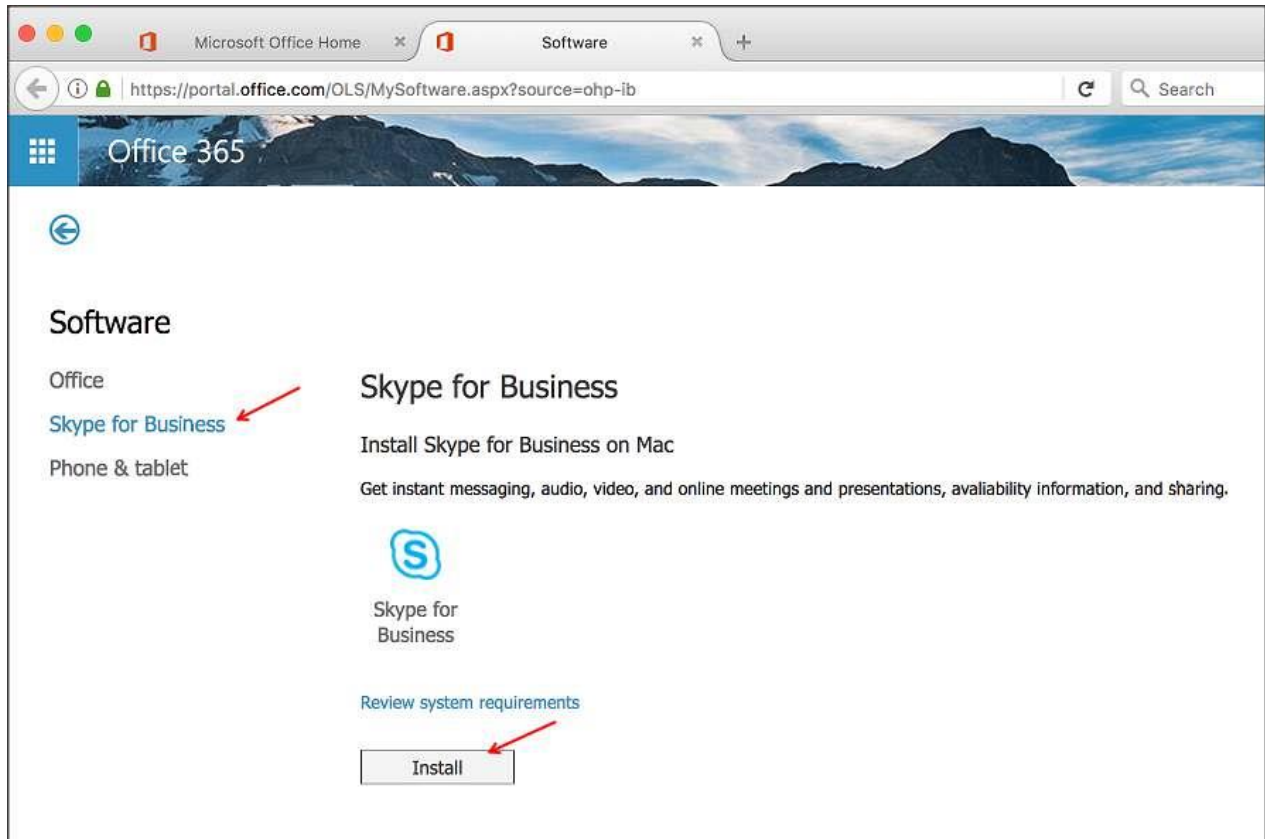 Microsoft Office Home
Software
https://portal.office.com/OLS/MySoftware.aspx?source=ohp-ib
Search
Office 365
Software
Office
Skype for Business
Phone & tablet
Skype for Business
Install Skype for Business on Mac
Get instant messaging, audio, video, and online meetings and presentations, avaliability information, and sharing.
Skype for
Business
Review system requirements
Install